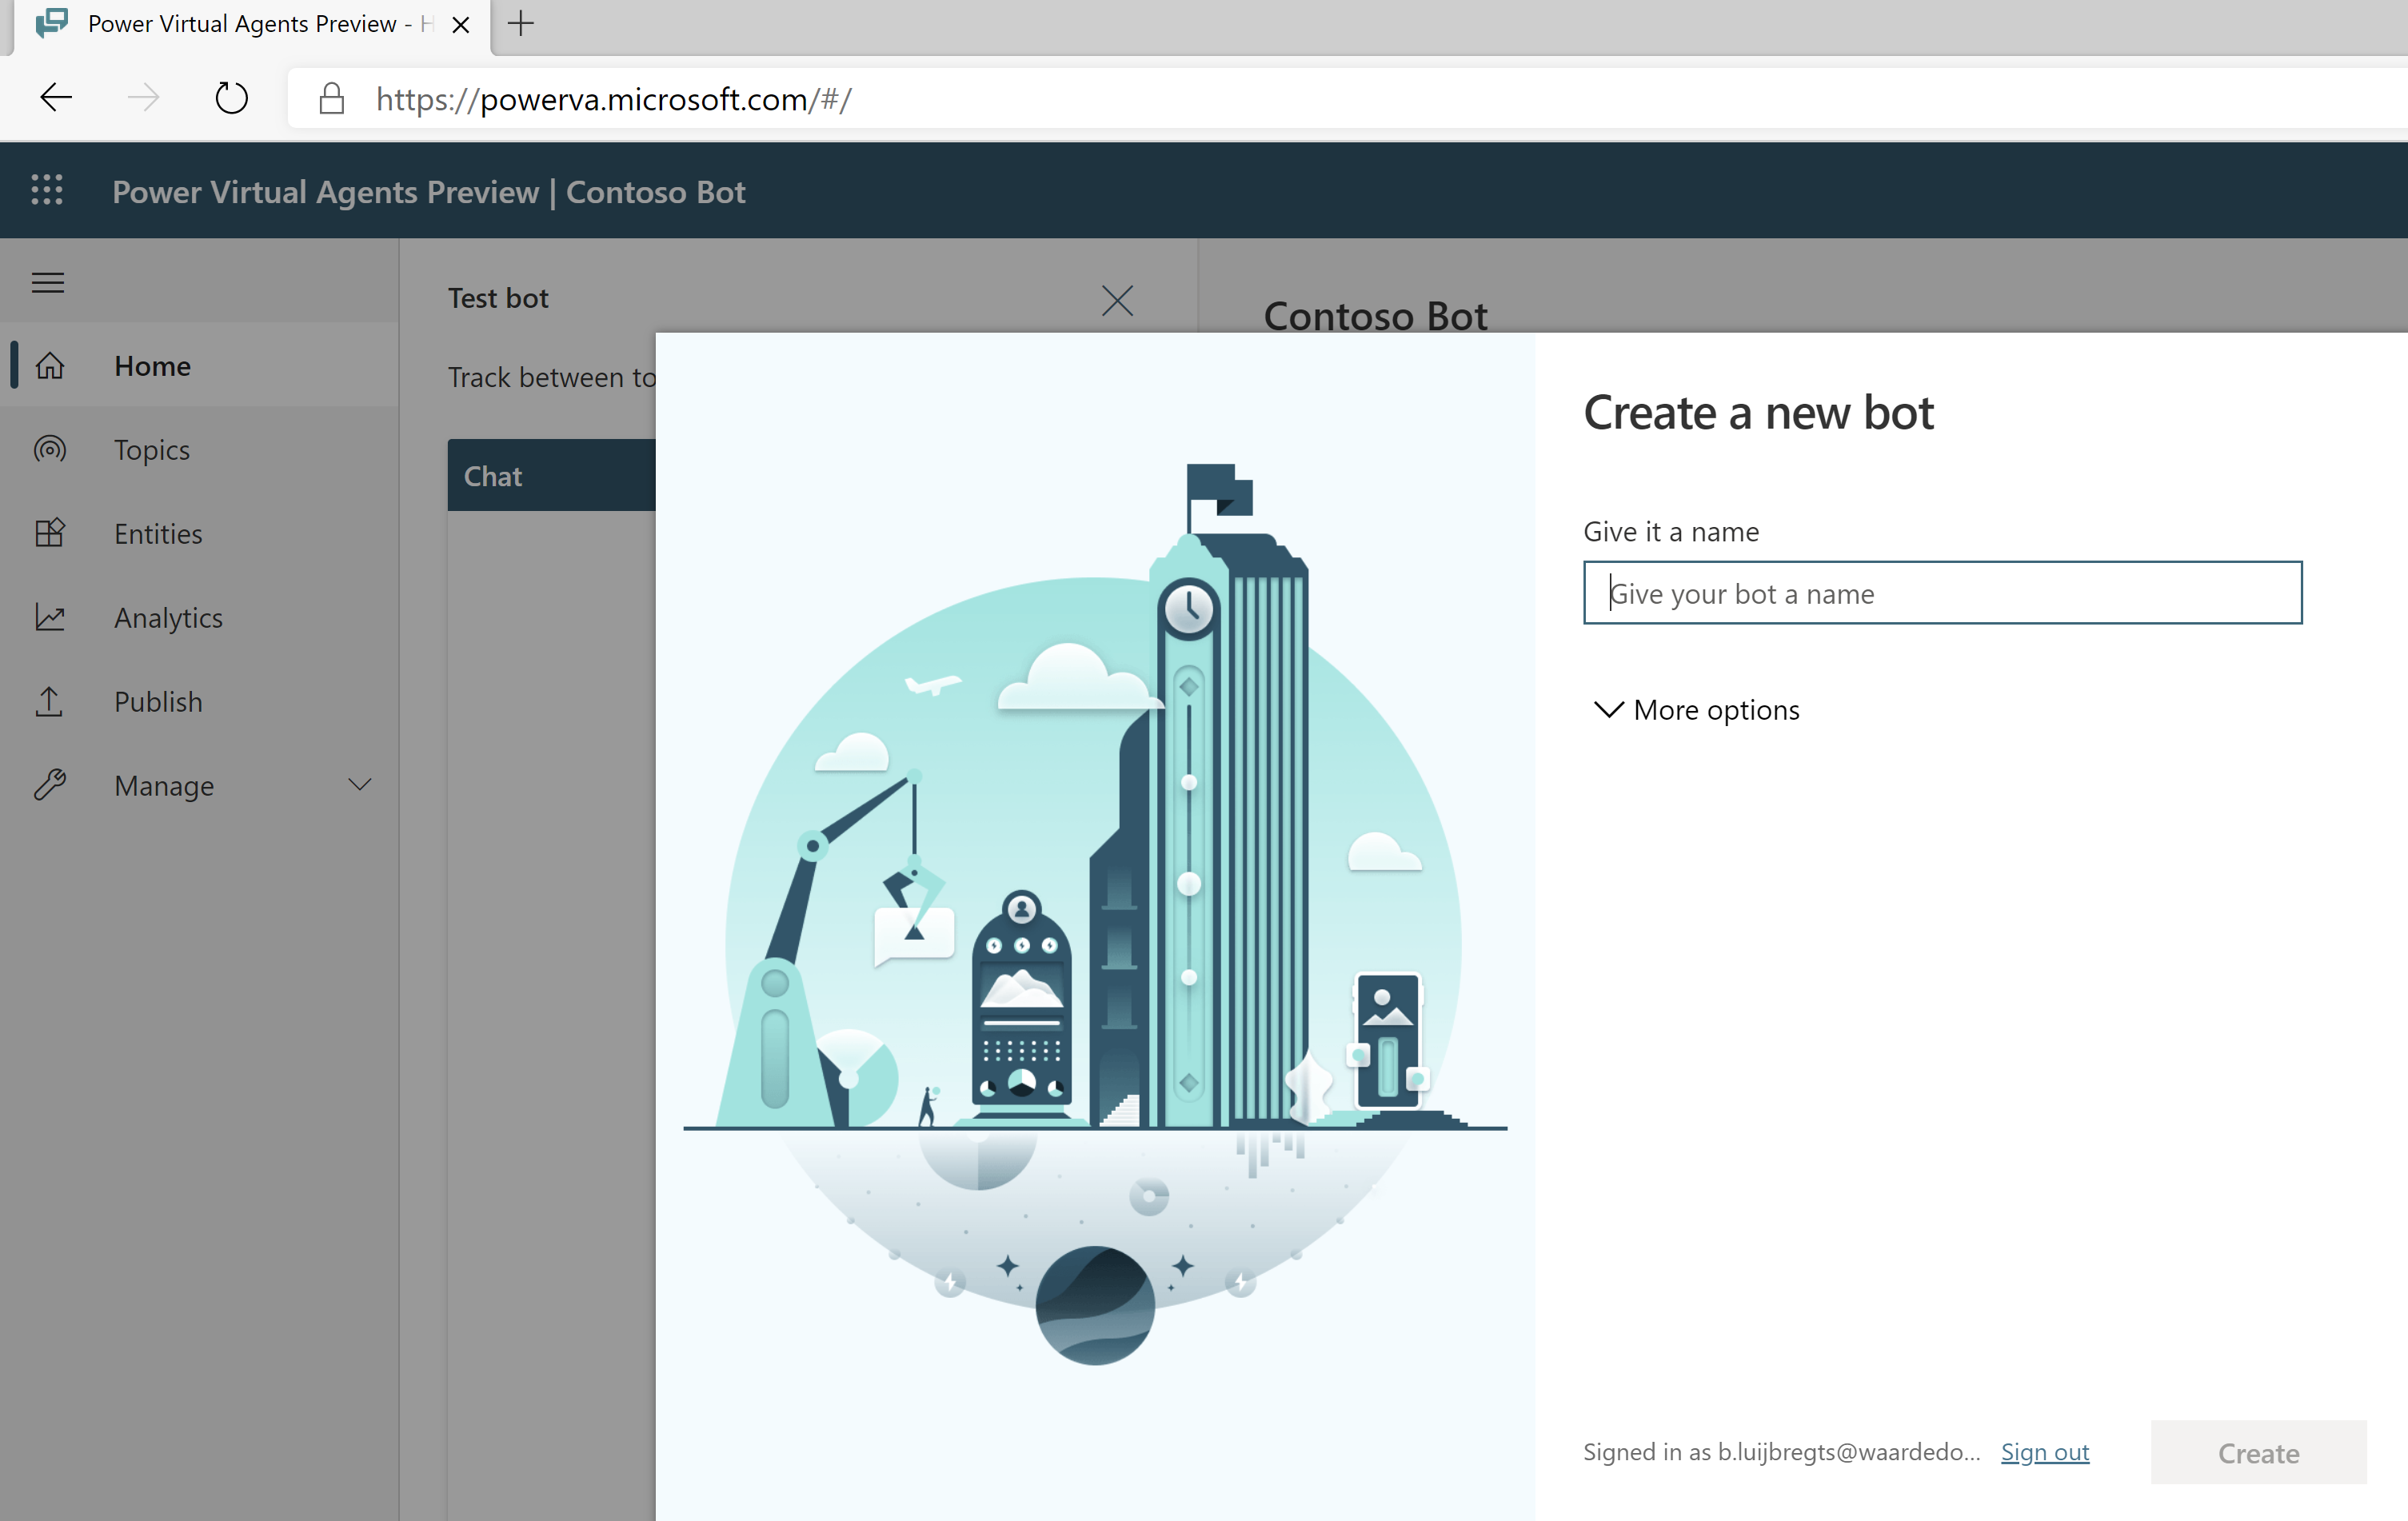 Power Virtual Agents Preview -
https://powerva.microsoft.com/#/
Power Virtual Agents Preview | Contoso Bot
Home
Topics
Entities
Analytics
Publish
Manage
Test bot
Track between to
Chat
Contoso Bot
Create a new bot
Give it a name
Give your bot a name
More options
Signed in as b.luijbregts@waardedo... Sign out
Create